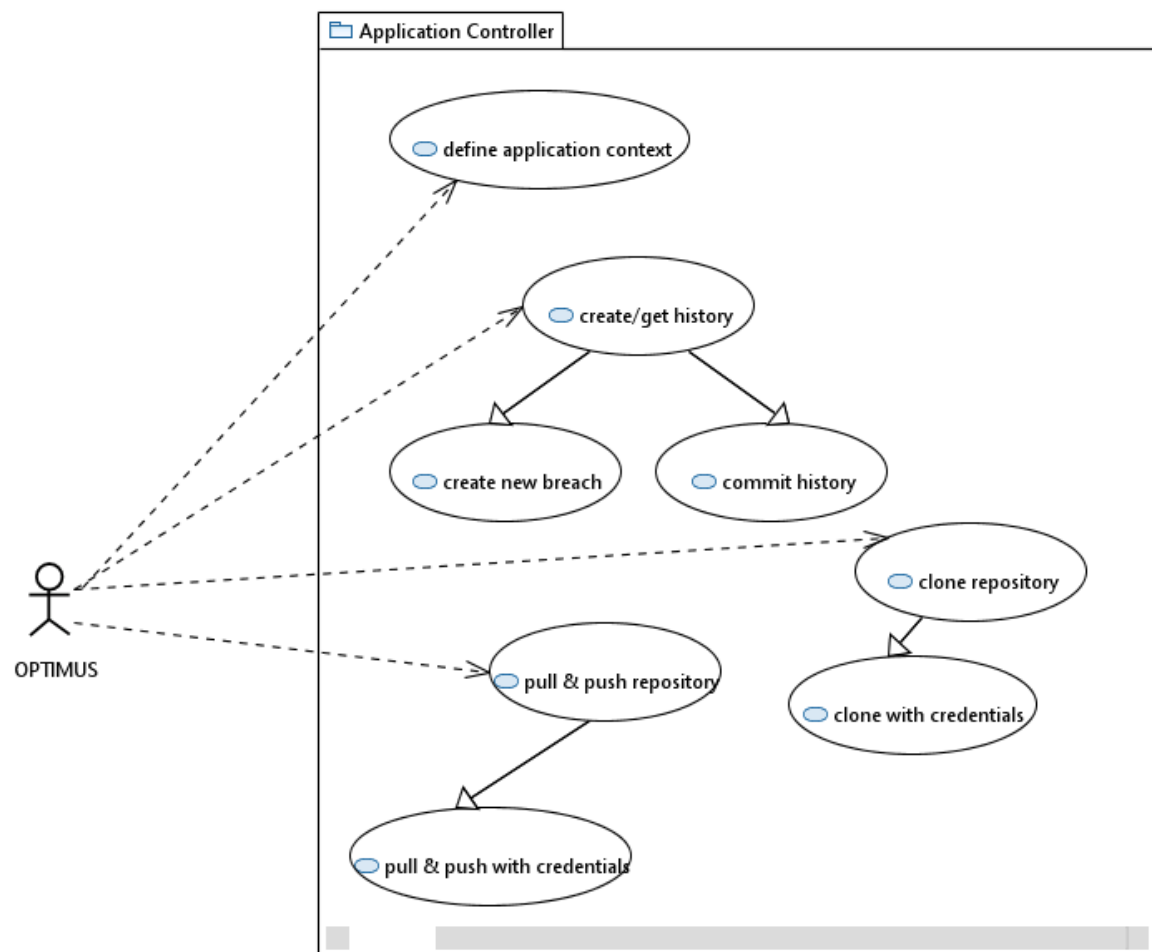 Application Controller
define application context
create/get history
create new breach
commit history
clone repository
OPTIMUS
pull & push repository
clone with credentials
pull & push with credentials